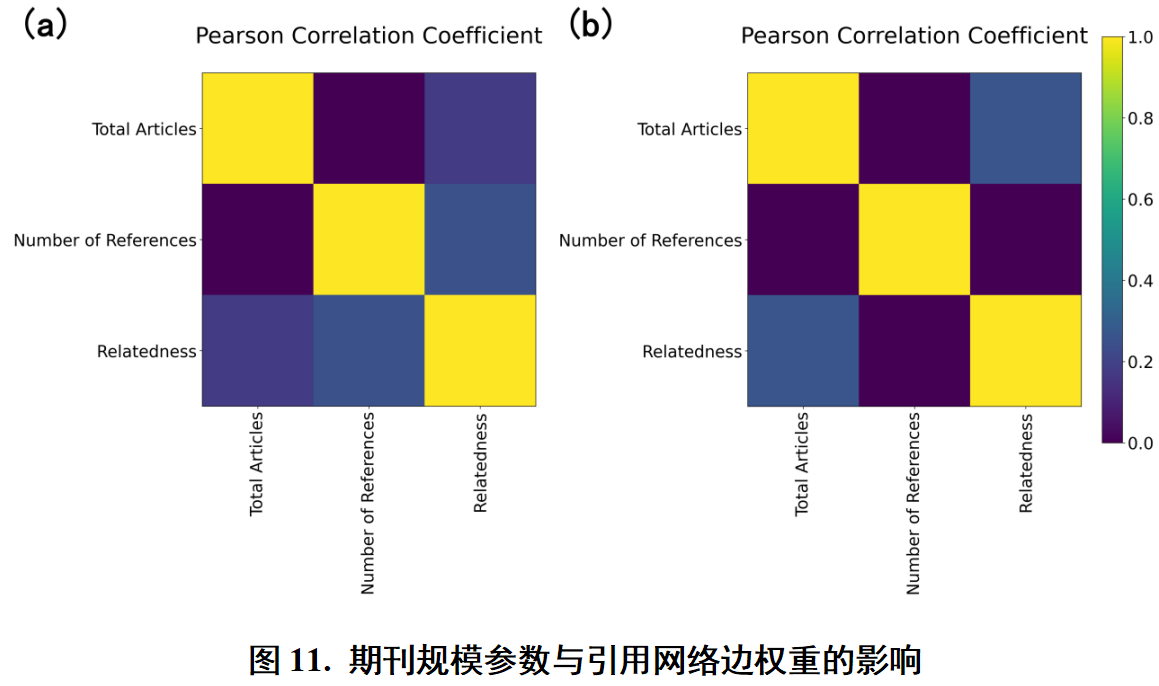 (a)
Pearson Correlation Coefficient
Total Articles
Number of References
Relatedness
Total Articles
Number of References
Relatedness
(b)
Pearson Correlation Coefficient
Total Articles
Number of References
Relatedness
Total Articles
Number of References
Relatedness
1.0
0.8
0.6
0.4
0.2
0.0
图 11. 期刊规模参数与引用网络边权重的影响